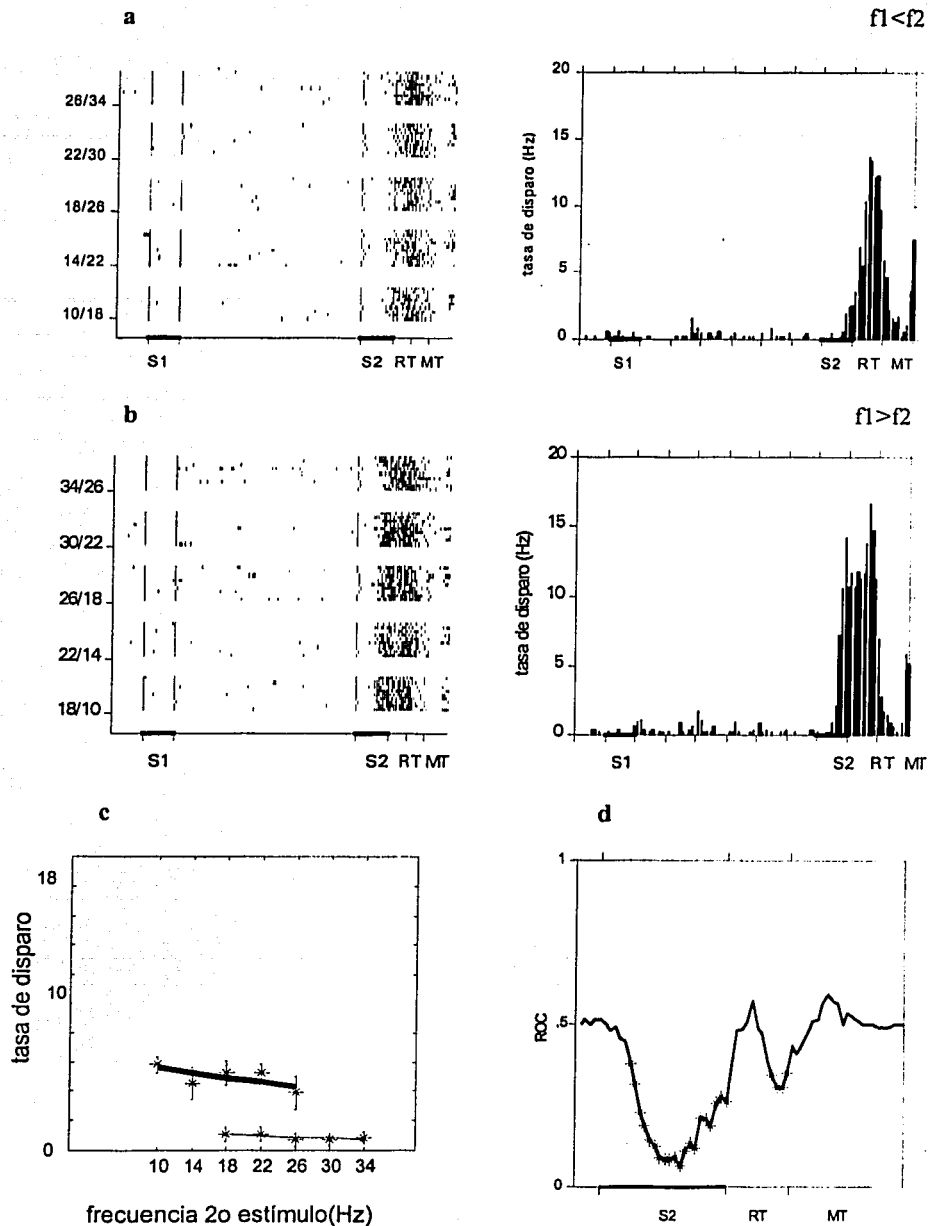 a
f1<f2
26/34
22/30
18/26
14/22
10/18
S1
S2 RT MT
tasa de disparo (Hz)
20
15
10
5
0
S1
S2 RT MT
b
f1>f2
34/26
30/22
26/18
22/14
18/10
S1
S2 RT MT
tasa de disparo (Hz)
20
15
10
5
0
S1
S2 RT MT
c
tasa de disparo
18
10
0
10 14 18 22 26 30 34
frecuencia 2o estímulo(Hz)
d
ROC
1
.5
0
S2 RT MT